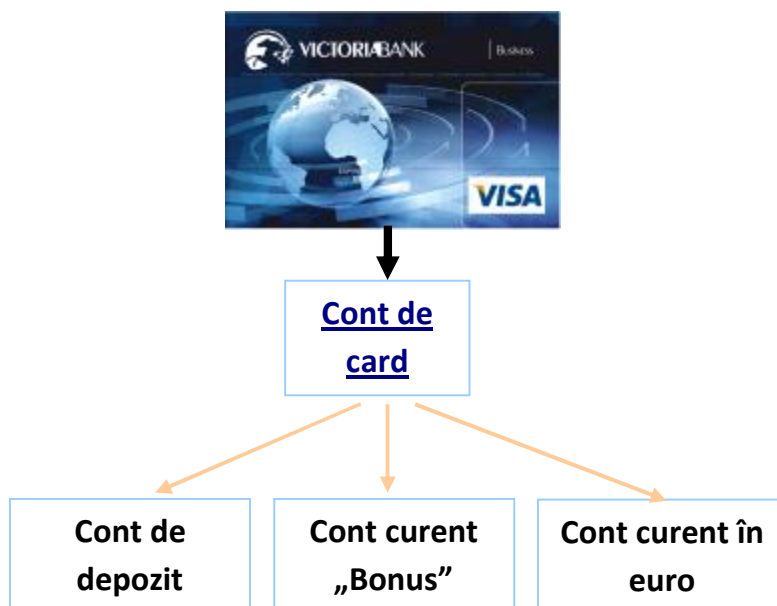 VICTORIABANK
Business
VISA
Cont de
card
Cont de
depozit
Cont curent
„Bonus”
Cont curent în
euro